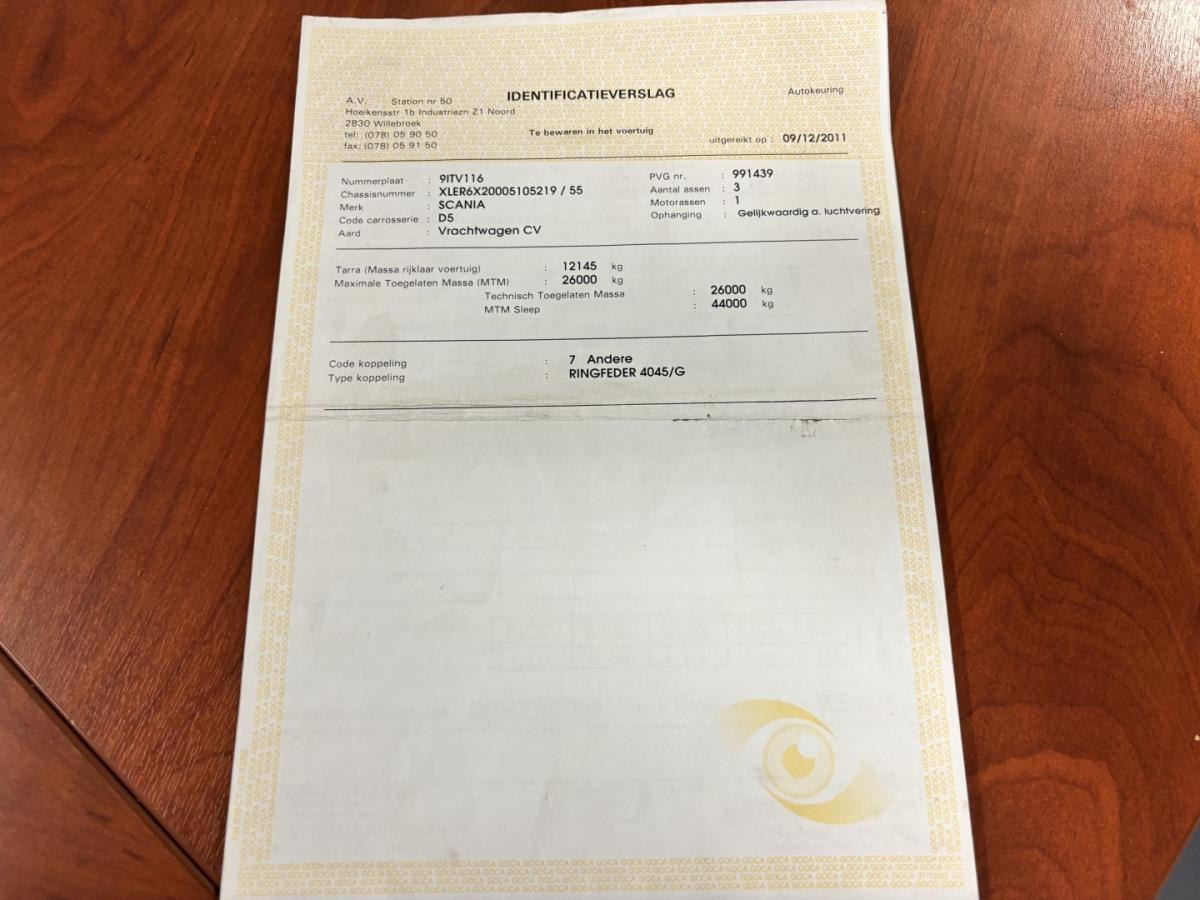 IDENTIFICATIEVERSLAG
Autokeuring
A.V. Station nr 50
Hoeikensstr 1b Industriezn Z1 Noord
2830 Willebroek
tel: (078) 05 90 50
fax: (078) 05 91 50
Te bewaren in het voertuig
uitgereikt op : 09/12/2011
Nummerplaat : 9ITV116
Chassisnummer : XLER6X20005105219 / 55
Merk : SCANIA
Code carrosserie : D5
Aard : Vrachtwagen CV
PVG nr. : 991439
Aantal assen : 3
Motorassen : 1
Ophanging : Gelijkwaardig a. luchtvering
Tarra (Massa rijklaar voertuig) : 12145 kg
Maximale Toegelaten Massa (MTM) : 26000 kg
Technisch Toegelaten Massa : 26000 kg
MTM Sleep : 44000 kg
Code koppeling : 7 Andere
Type koppeling : RINGFEDER 4045/G